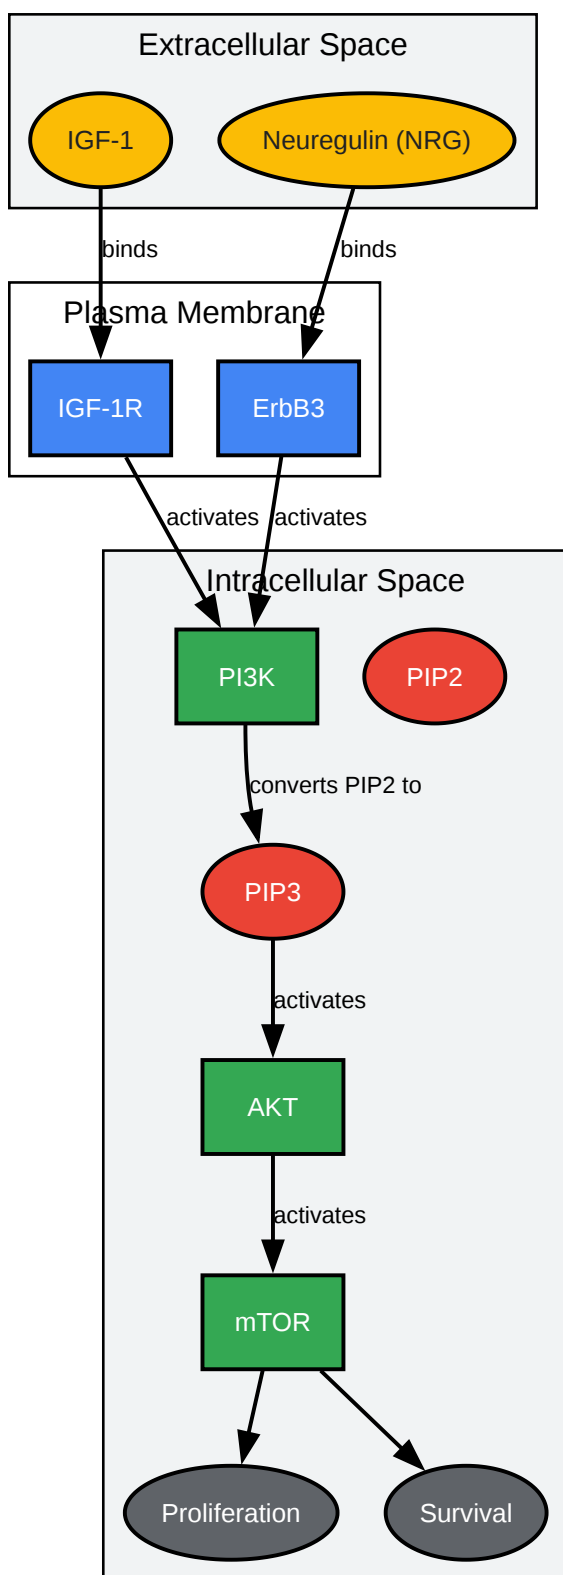 Extracellular Space
IGF-1
Neuregulin (NRG)
binds
binds
Plasma Membrane
IGF-1R
ErbB3
activates
activates
Intracellular Space
PI3K
PIP2
converts PIP2 to
PIP3
activates
AKT
activates
mTOR
Proliferation
Survival